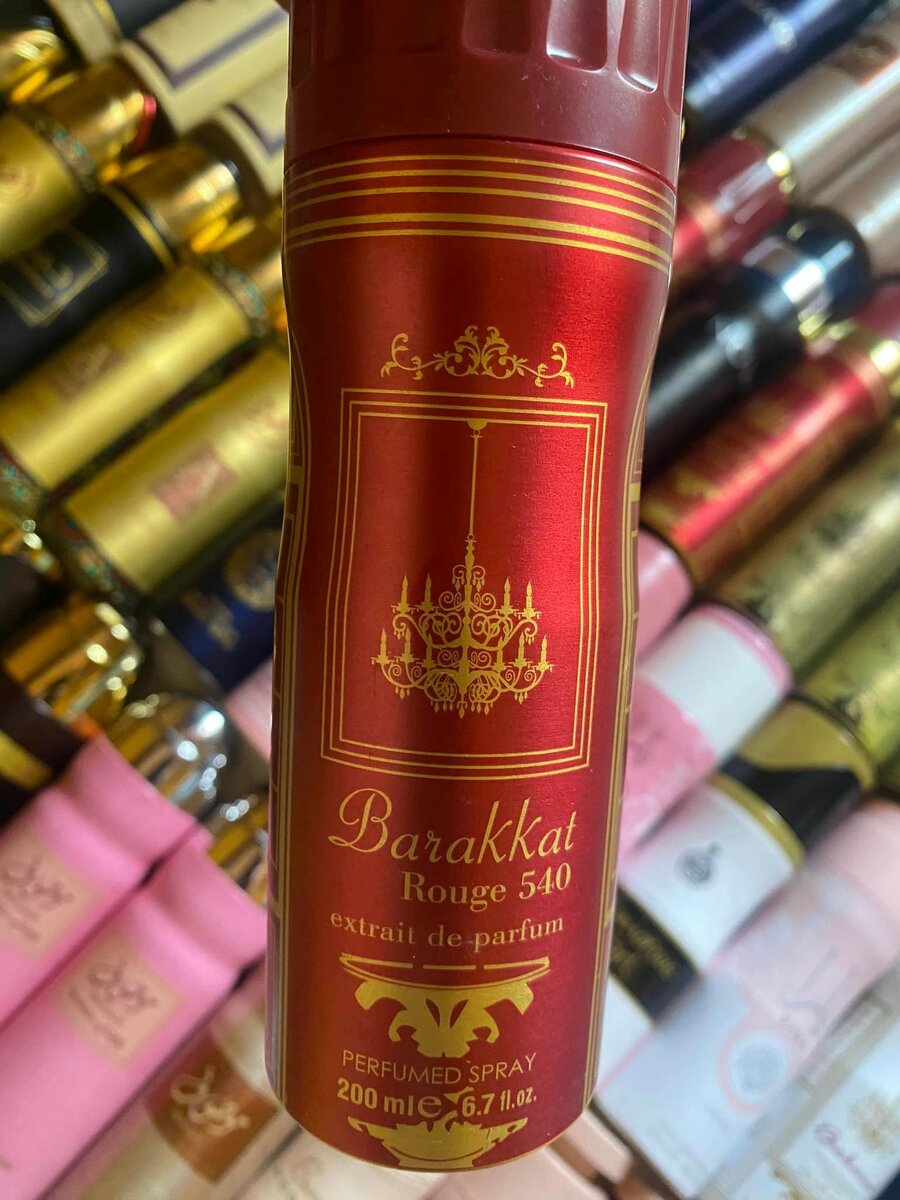 Barakkat
Rouge 540
extrait de parfum
PERFUMED SPRAY
200 ml℮ 6.7 fl.oz.